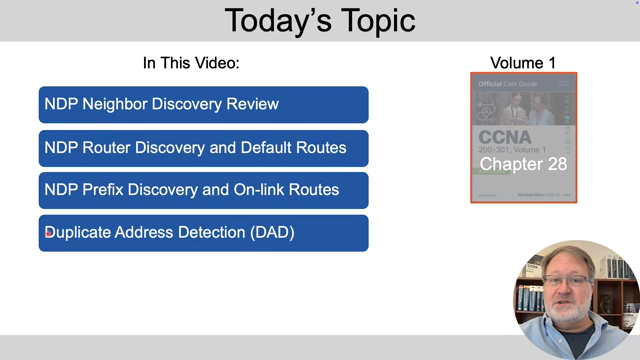 Today's Topic
In This Video:
NDP Neighbor Discovery Review
NDP Router Discovery and Default Routes
NDP Prefix Discovery and On-link Routes
Duplicate Address Detection (DAD)
Volume 1
Official Cert Guide
CCNA
200-301, Volume 1
Chapter 28